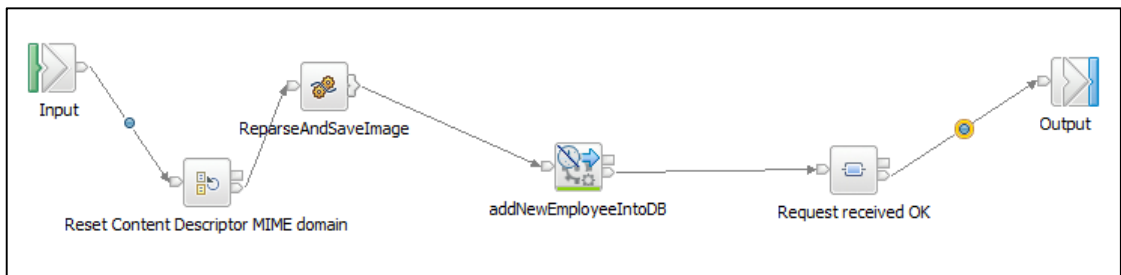 Input
ReparseAndSaveImage
Output
addNewEmployeeIntoDB
Request received OK
Reset Content Descriptor MIME domain